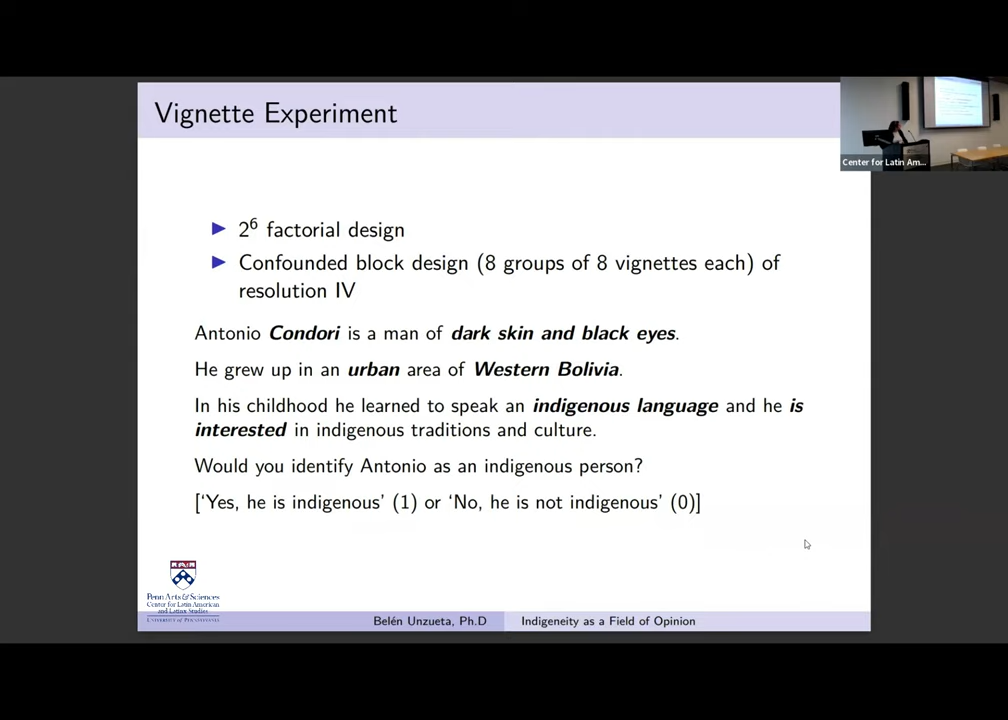 Vignette Experiment
Center for Latin Am...
▶ 2⁶ factorial design
▶ Confounded block design (8 groups of 8 vignettes each) of
resolution IV
Antonio Condori is a man of dark skin and black eyes.
He grew up in an urban area of Western Bolivia.
In his childhood he learned to speak an indigenous language and he is
interested in indigenous traditions and culture.
Would you identify Antonio as an indigenous person?
[‘Yes, he is indigenous’ (1) or ‘No, he is not indigenous’ (0)]
Penn Arts & Sciences
Center for Latin American
and Latinx Studies
University of Pennsylvania
Belén Unzueta, Ph.D
Indigeneity as a Field of Opinion